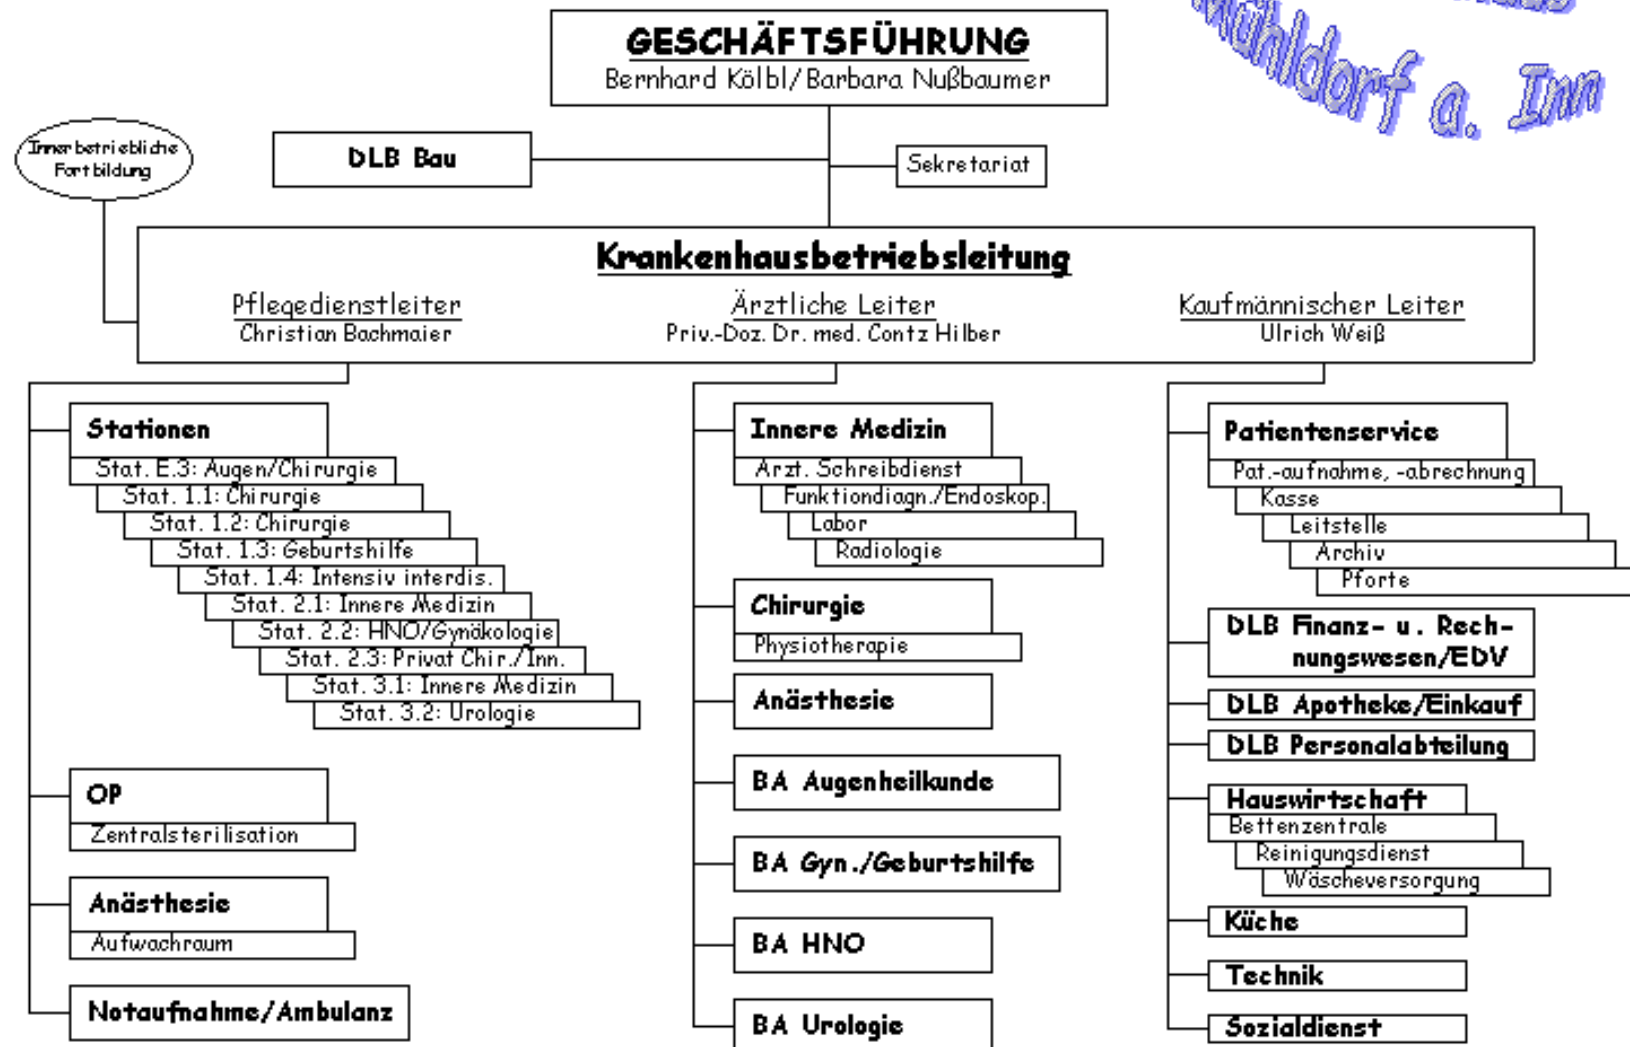 Mühldorf a. Inn
GESCHÄFTSFÜHRUNG
Bernhard Kölbl/Barbara Nußbaumer
Innerbetriebliche
Fortbildung
DLB Bau
Sekretariat
Krankenhausbetriebsleitung
Pflegedienstleiter
Christian Bachmaier
Ärztliche Leiter
Priv.-Doz. Dr. med. Contz Hilber
Kaufmännischer Leiter
Ulrich Weiß
Stationen
Stat. E.3: Augen/Chirurgie
Stat. 1.1: Chirurgie
Stat. 1.2: Chirurgie
Stat. 1.3: Geburtshilfe
Stat. 1.4: Intensiv interdis.
Stat. 2.1: Innere Medizin
Stat. 2.2: HNO/Gynäkologie
Stat. 2.3: Privat Chir./Inn.
Stat. 3.1: Innere Medizin
Stat. 3.2: Urologie
OP
Zentralsterilisation
Anästhesie
Aufwachraum
Notaufnahme/Ambulanz
Innere Medizin
Arzt. Schreibdienst
Funktiondiagn./Endoskop.
Labor
Radiologie
Chirurgie
Physiotherapie
Anästhesie
BA Augenheilkunde
BA Gyn./Geburtshilfe
BA HNO
BA Urologie
Patientenservice
Pat.-aufnahme, -abrechnung
Kasse
Leitstelle
Archiv
Pforte
DLB Finanz- u. Rech-
nungswesen/EDV
DLB Apotheke/Einkauf
DLB Personalabteilung
Hauswirtschaft
Bettenzentrale
Reinigungsdienst
Wäscheversorgung
Küche
Technik
Sozialdienst